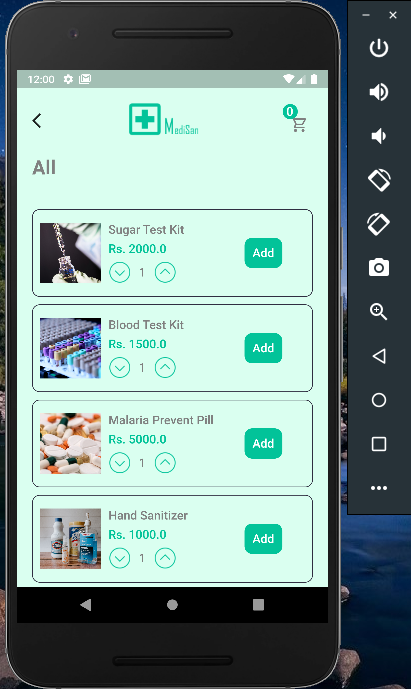 12:00
0
MediSan
All
Sugar Test Kit
Rs. 2000.0
1
Add
Blood Test Kit
Rs. 1500.0
1
Add
Malaria Prevent Pill
Rs. 5000.0
1
Add
Hand Sanitizer
Rs. 1000.0
1
Add